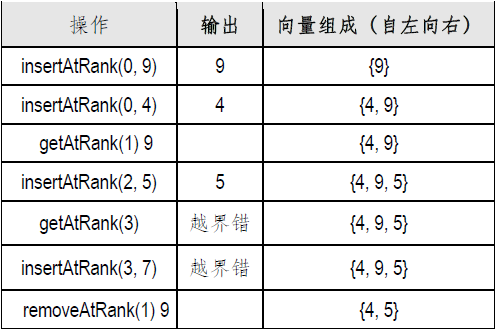 操作 输出 向量组成（自左向右）
insertAtRank(0, 9) 9 {9}
insertAtRank(0, 4) 4 {4, 9}
getAtRank(1) 9 {4, 9}
insertAtRank(2, 5) 5 {4, 9, 5}
getAtRank(3) 越界错 {4, 9, 5}
insertAtRank(3, 7) 越界错 {4, 9, 5}
removeAtRank(1) 9 {4, 5}